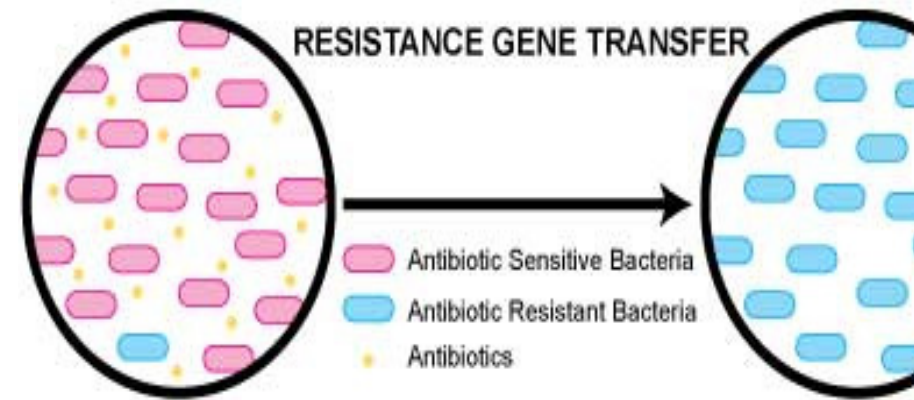 RESISTANCE GENE TRANSFER
Antibiotic Sensitive Bacteria
Antibiotic Resistant Bacteria
Antibiotics